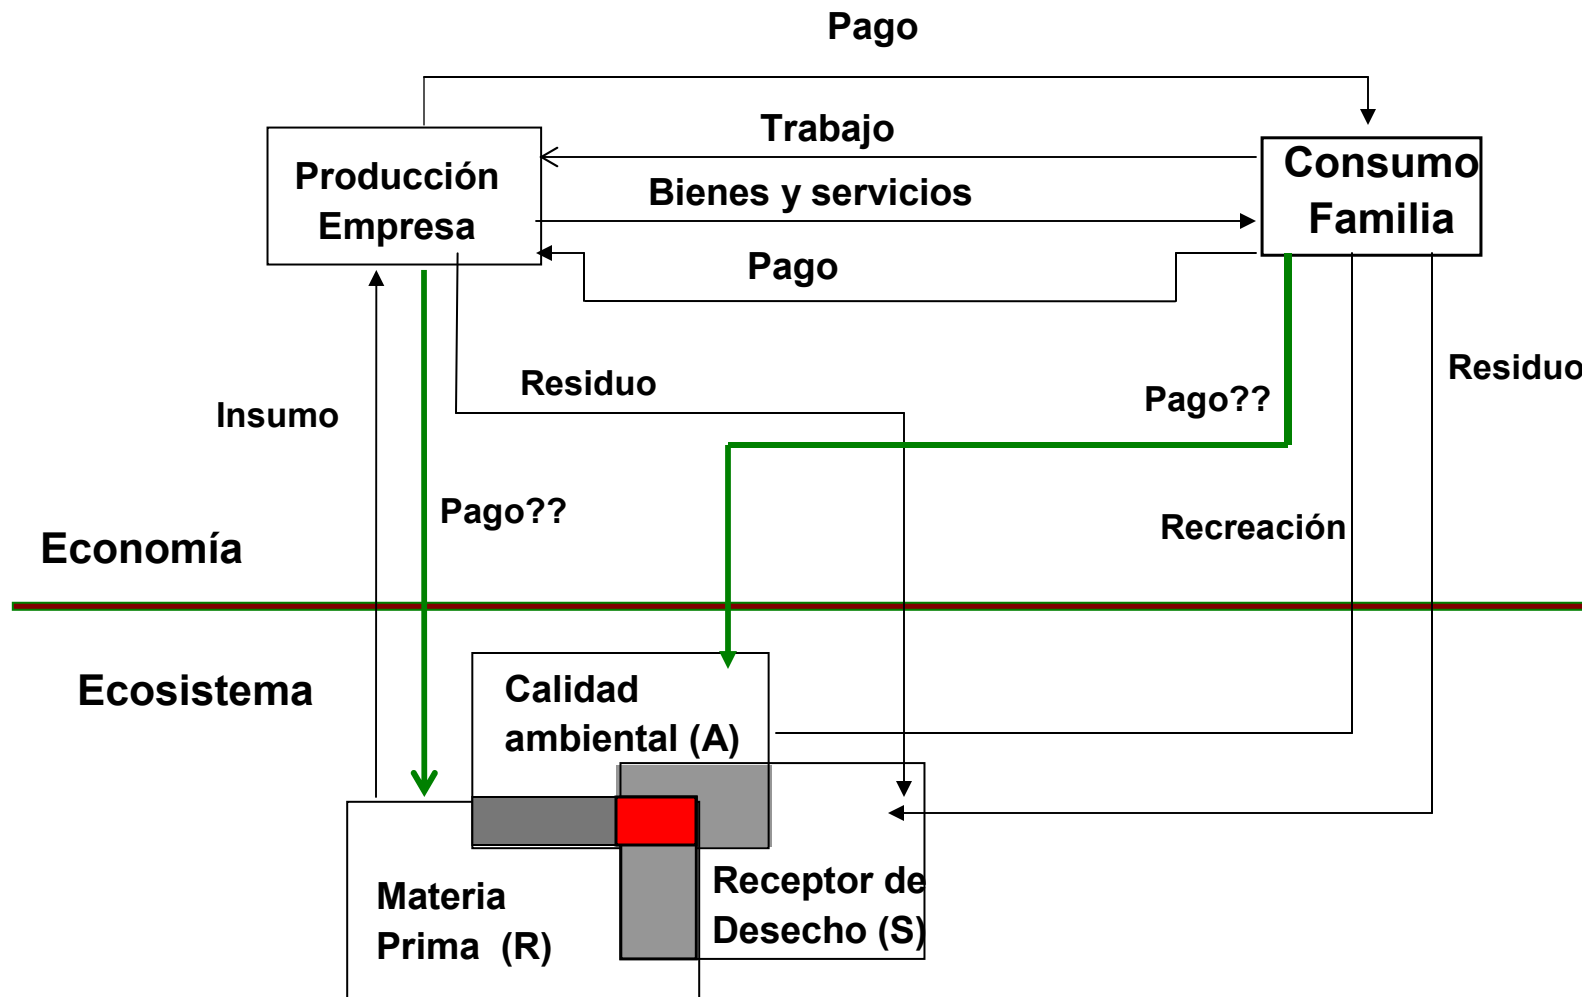 Pago
Trabajo
Producción
Empresa
Bienes y servicios
Consumo
Familia
Pago
Residuo
Insumo
Residuo
Pago??
Pago??
Recreación
Economía
Ecosistema
Calidad
ambiental (A)
Materia
Prima (R)
Receptor de
Desecho (S)